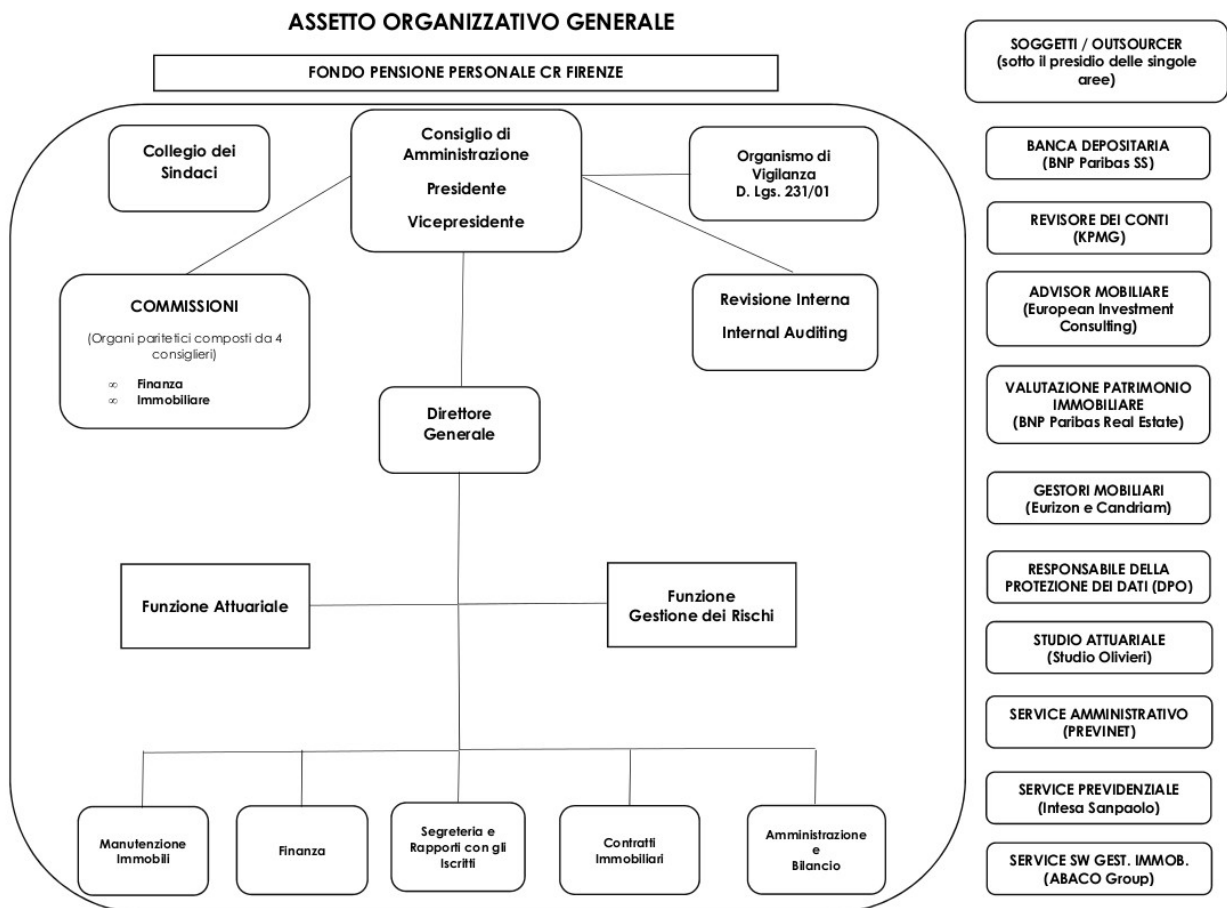 ASSETTO ORGANIZZATIVO GENERALE
FONDO PENSIONE PERSONALE CR FIRENZE
Collegio dei
Sindaci
Consiglio di
Amministrazione
Presidente
Vicepresidente
Organismo di
Vigilanza
D. Lgs. 231/01
COMMISSIONI
(Organi paritetici composti da 4
consiglieri)
∞ Finanza
∞ Immobiliare
Revisione Interna
Internal Auditing
Direttore
Generale
Funzione Attuariale
Funzione
Gestione dei Rischi
Manutenzione
Immobili
Finanza
Segreteria e
Rapporti con gli
Iscritti
Contratti
Immobiliari
Amministrazione
e
Bilancio
SOGGETTI / OUTSOURCER
(sotto il presidio delle singole
aree)
BANCA DEPOSITARIA
(BNP Paribas SS)
REVISORE DEI CONTI
(KPMG)
ADVISOR MOBILIARE
(European Investment
Consulting)
VALUTAZIONE PATRIMONIO
IMMOBILIARE
(BNP Paribas Real Estate)
GESTORI MOBILIARI
(Eurizon e Candriam)
RESPONSABILE DELLA
PROTEZIONE DEI DATI (DPO)
STUDIO ATTUARIALE
(Studio Olivieri)
SERVICE AMMINISTRATIVO
(PREVINET)
SERVICE PREVIDENZIALE
(Intesa Sanpaolo)
SERVICE SW GEST. IMMOB.
(ABACO Group)